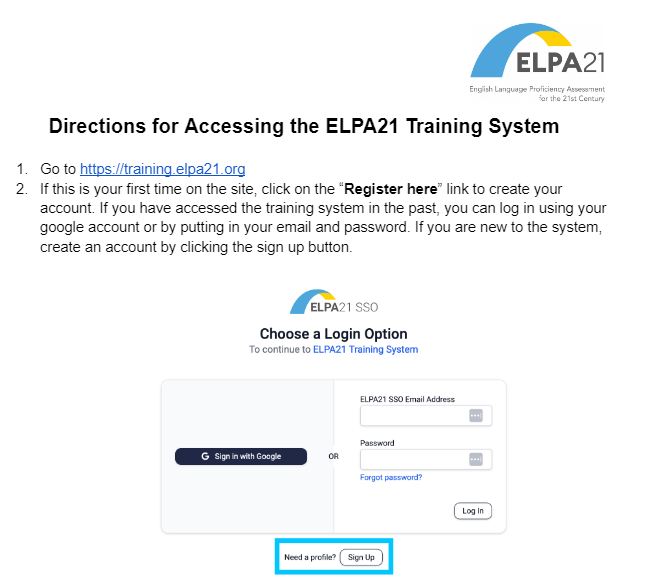 ELPA21
English Language Proficiency Assessment
for the 21st Century
Directions for Accessing the ELPA21 Training System
1. Go to https://training.elpa21.org
2. If this is your first time on the site, click on the “Register here” link to create your
account. If you have accessed the training system in the past, you can log in using your
google account or by putting in your email and password. If you are new to the system,
create an account by clicking the sign up button.
ELPA21 SSO
Choose a Login Option
To continue to ELPA21 Training System
ELPA21 SSO Email Address
Password
G Sign in with Google
OR
Forgot password?
Log In
Need a profile? Sign Up